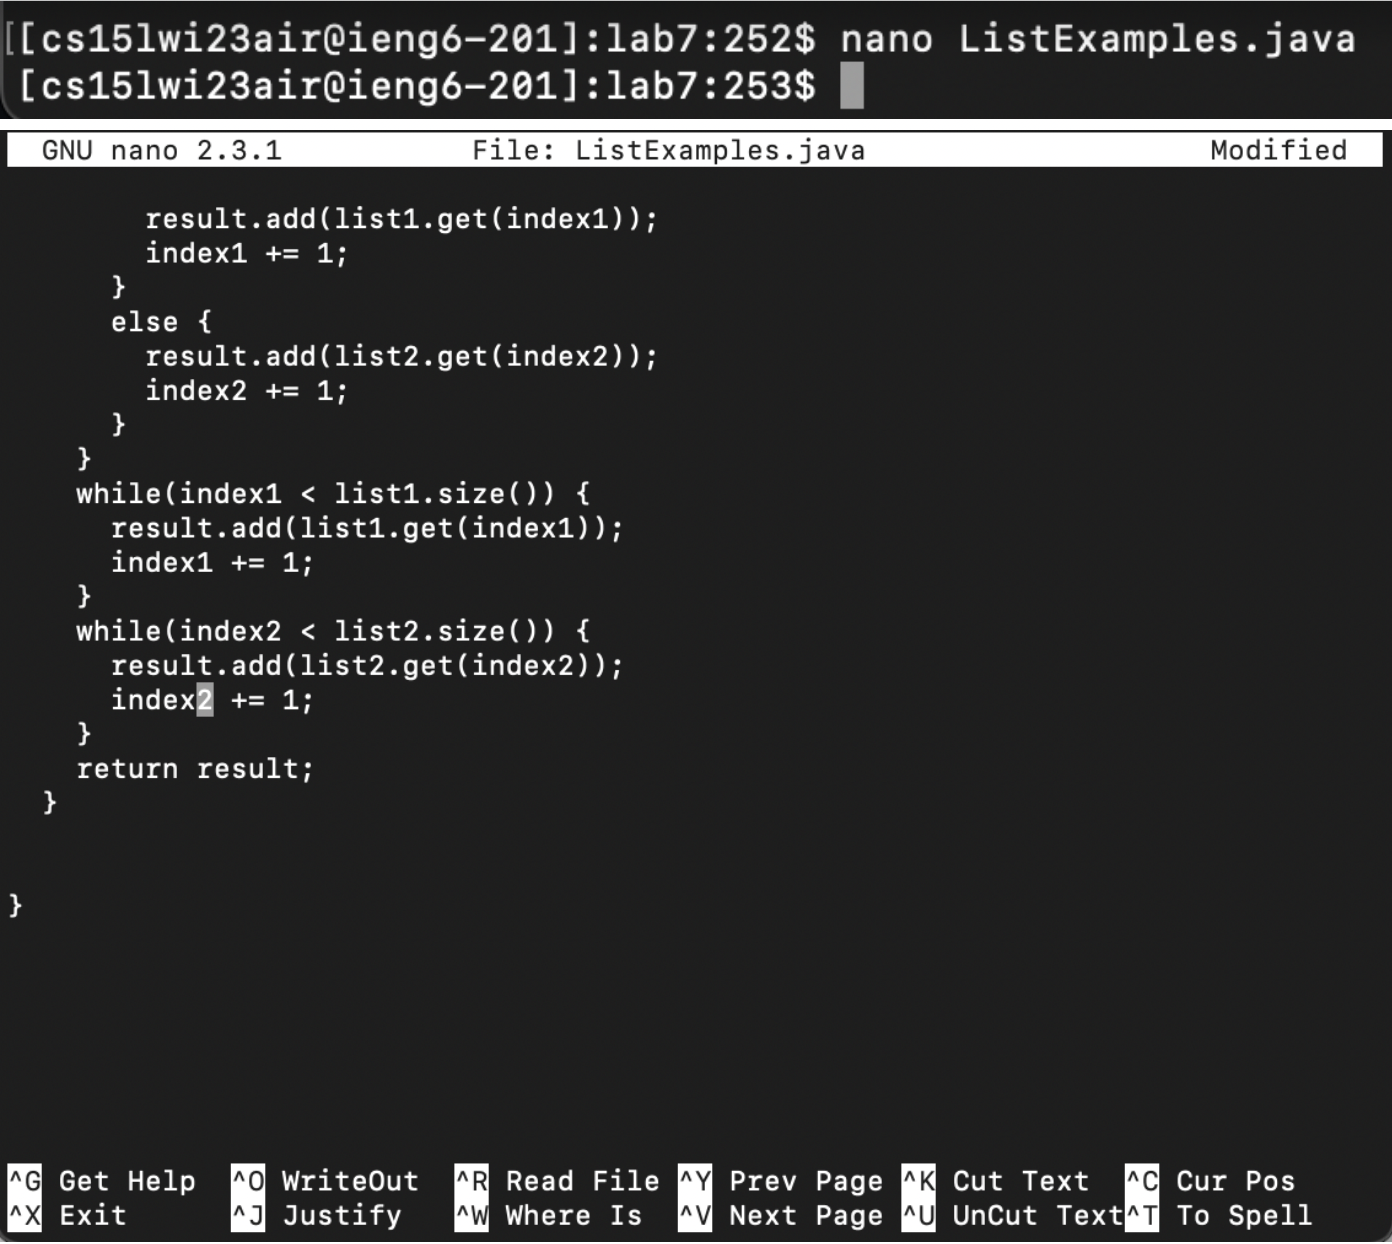 [[cs15lwi23air@ieng6-201]:lab7:252$ nano ListExamples.java
[cs15lwi23air@ieng6-201]:lab7:253$
GNU nano 2.3.1 File: ListExamples.java Modified
result.add(list1.get(index1));
index1 += 1;
}
else {
result.add(list2.get(index2));
index2 += 1;
}
}
while(index1 < list1.size()) {
result.add(list1.get(index1));
index1 += 1;
}
while(index2 < list2.size()) {
result.add(list2.get(index2));
index2 += 1;
}
return result;
}
}
^G Get Help ^O WriteOut ^R Read File ^Y Prev Page ^K Cut Text ^C Cur Pos
^X Exit ^J Justify ^W Where Is ^V Next Page ^U UnCut Text^T To Spell